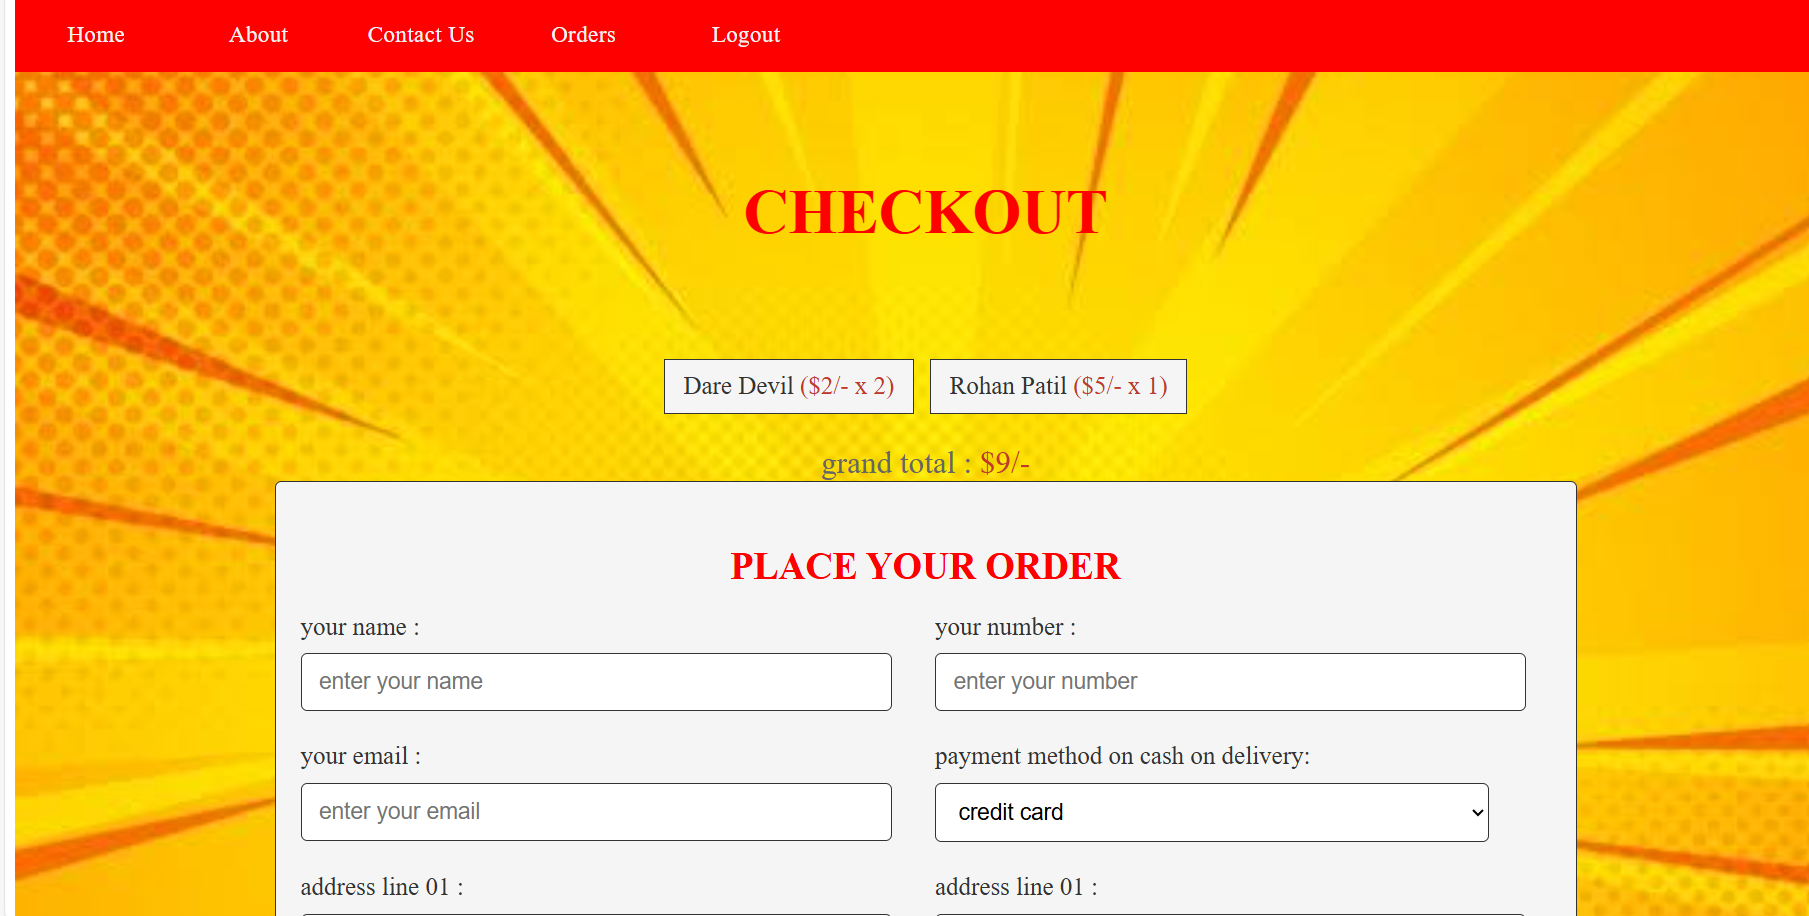 Home About Contact Us Orders Logout
CHECKOUT
Dare Devil ($2/- x 2) Rohan Patil ($5/- x 1)
grand total : $9/-
PLACE YOUR ORDER
your name : your number :
enter your name enter your number
your email : payment method on cash on delivery:
enter your email credit card
address line 01 : address line 01 :